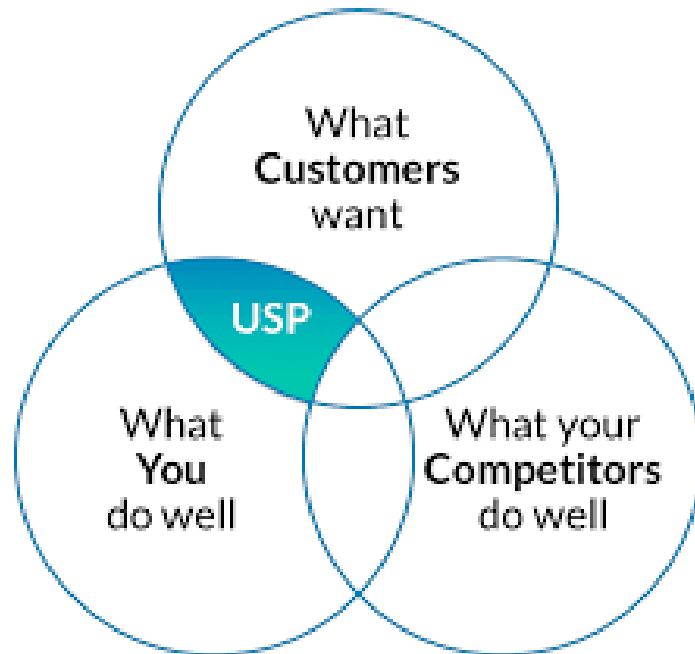 What
Customers
want
USP
What
You
do well
What your
Competitors
do well